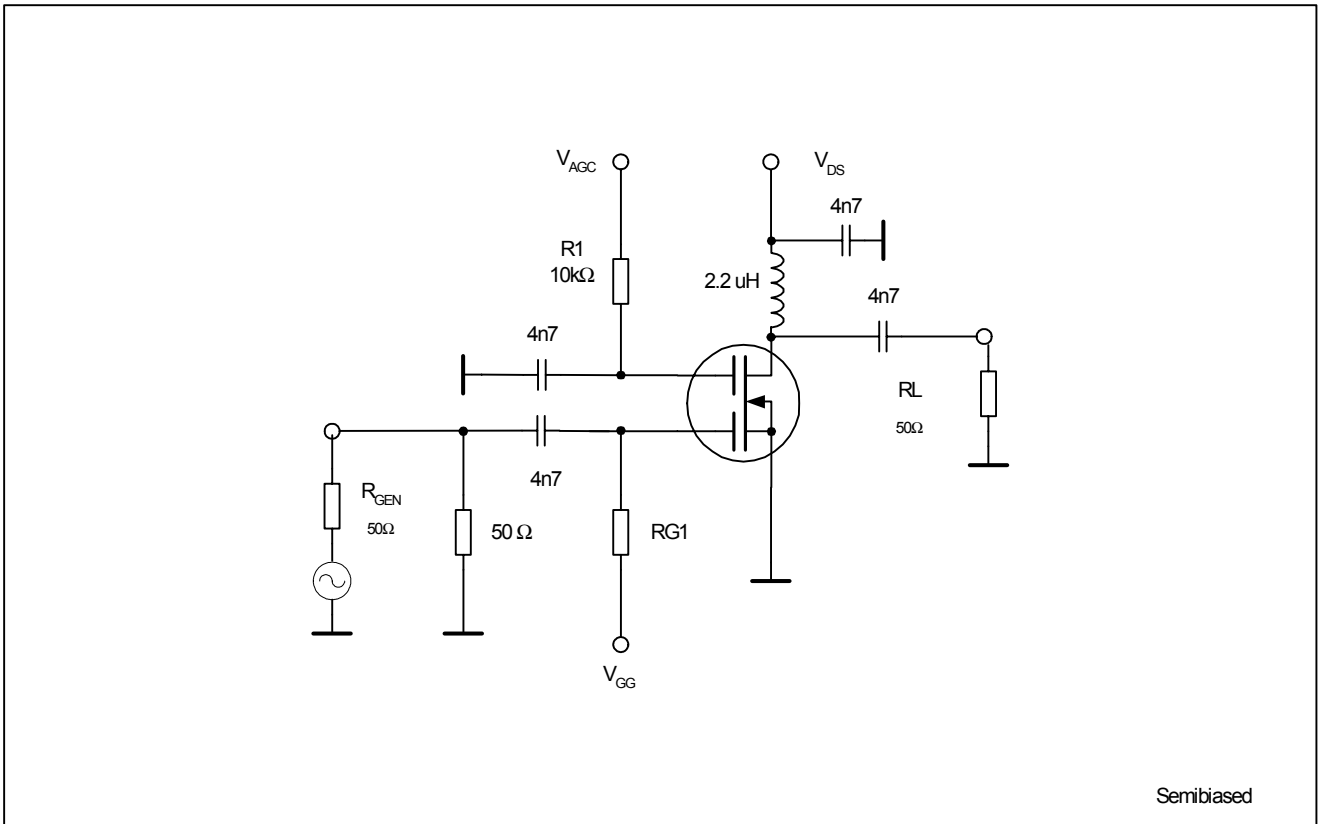 V_AGC
V_DS
4n7
R1
10kΩ
2.2 uH
4n7
4n7
RL
50Ω
4n7
R_GEN
50Ω
50 Ω
RG1
V_GG
Semibiased